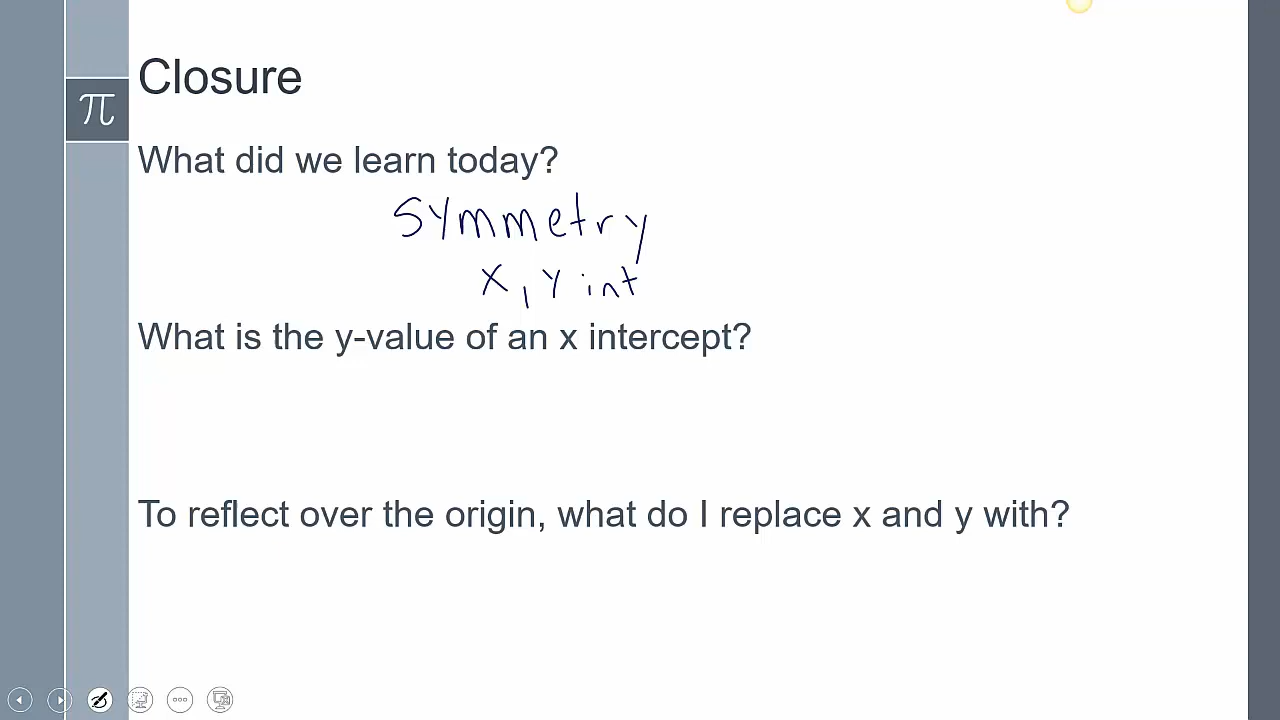 π
Closure
What did we learn today?
Symmetry
x, y int
What is the y-value of an x intercept?
To reflect over the origin, what do I replace x and y with?